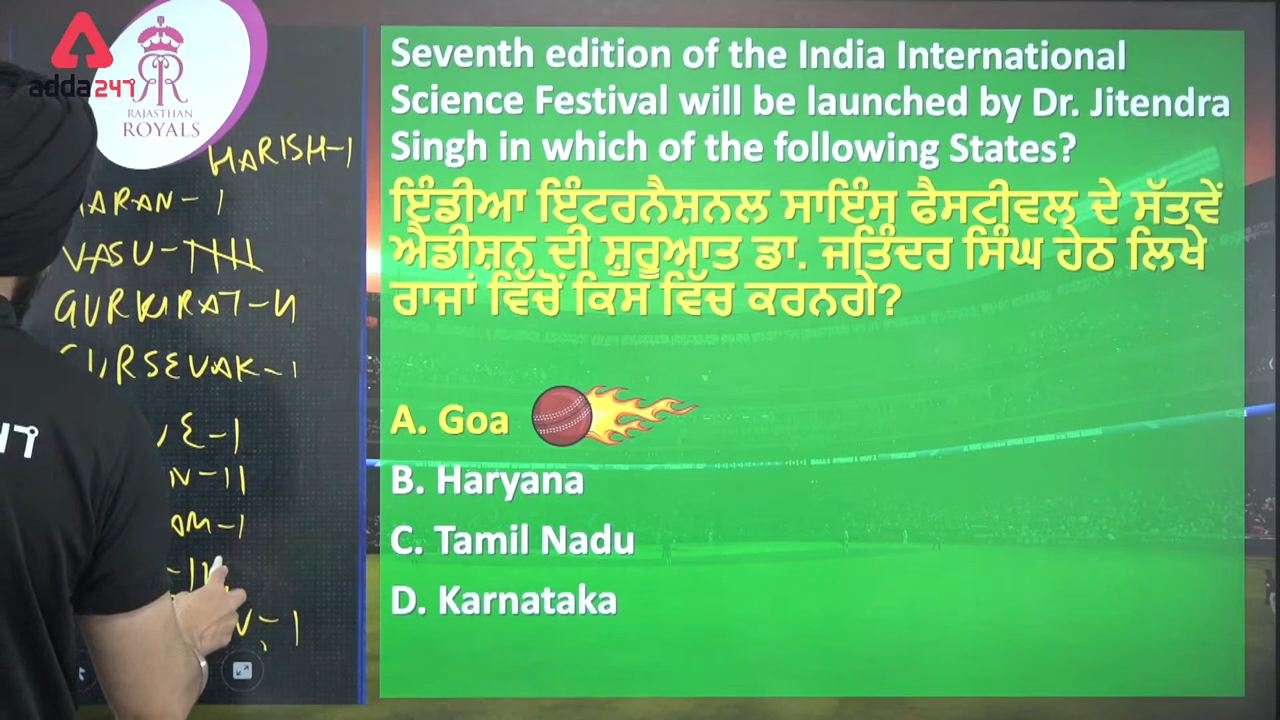 adda247
RAJASTHAN
ROYALS
HARISH-1
VASU-
GURKIRAT-
Seventh edition of the India International
Science Festival will be launched by Dr. Jitendra
Singh in which of the following States?
ਇੰਡੀਆ ਇੰਟਰਨੈਸ਼ਨਲ ਸਾਇੰਸ ਫੈਸਟੀਵਲ ਦੇ ਸੱਤਵੇਂ
ਐਡੀਸ਼ਨ ਦੀ ਸ਼ੁਰੂਆਤ ਡਾ. ਜਤਿੰਦਰ ਸਿੰਘ ਹੇਠ ਲਿਖੇ
ਰਾਜਾਂ ਵਿੱਚੋਂ ਕਿਸ ਵਿੱਚ ਕਰਨਗੇ?
A. Goa
B. Haryana
C. Tamil Nadu
D. Karnataka